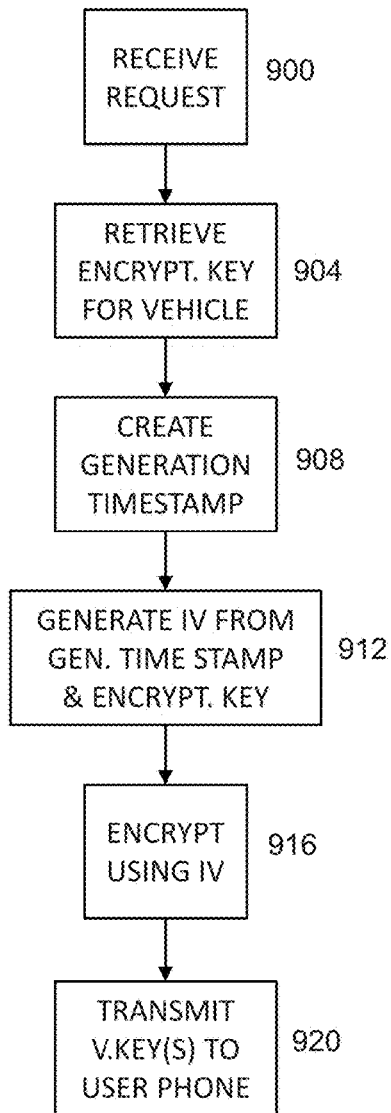 RECEIVE
REQUEST
900
RETRIEVE
ENCRYPT. KEY
FOR VEHICLE
904
CREATE
GENERATION
TIMESTAMP
908
GENERATE IV FROM
GEN. TIME STAMP
& ENCRYPT. KEY
912
ENCRYPT
USING IV
916
TRANSMIT
V.KEY(S) TO
USER PHONE
920